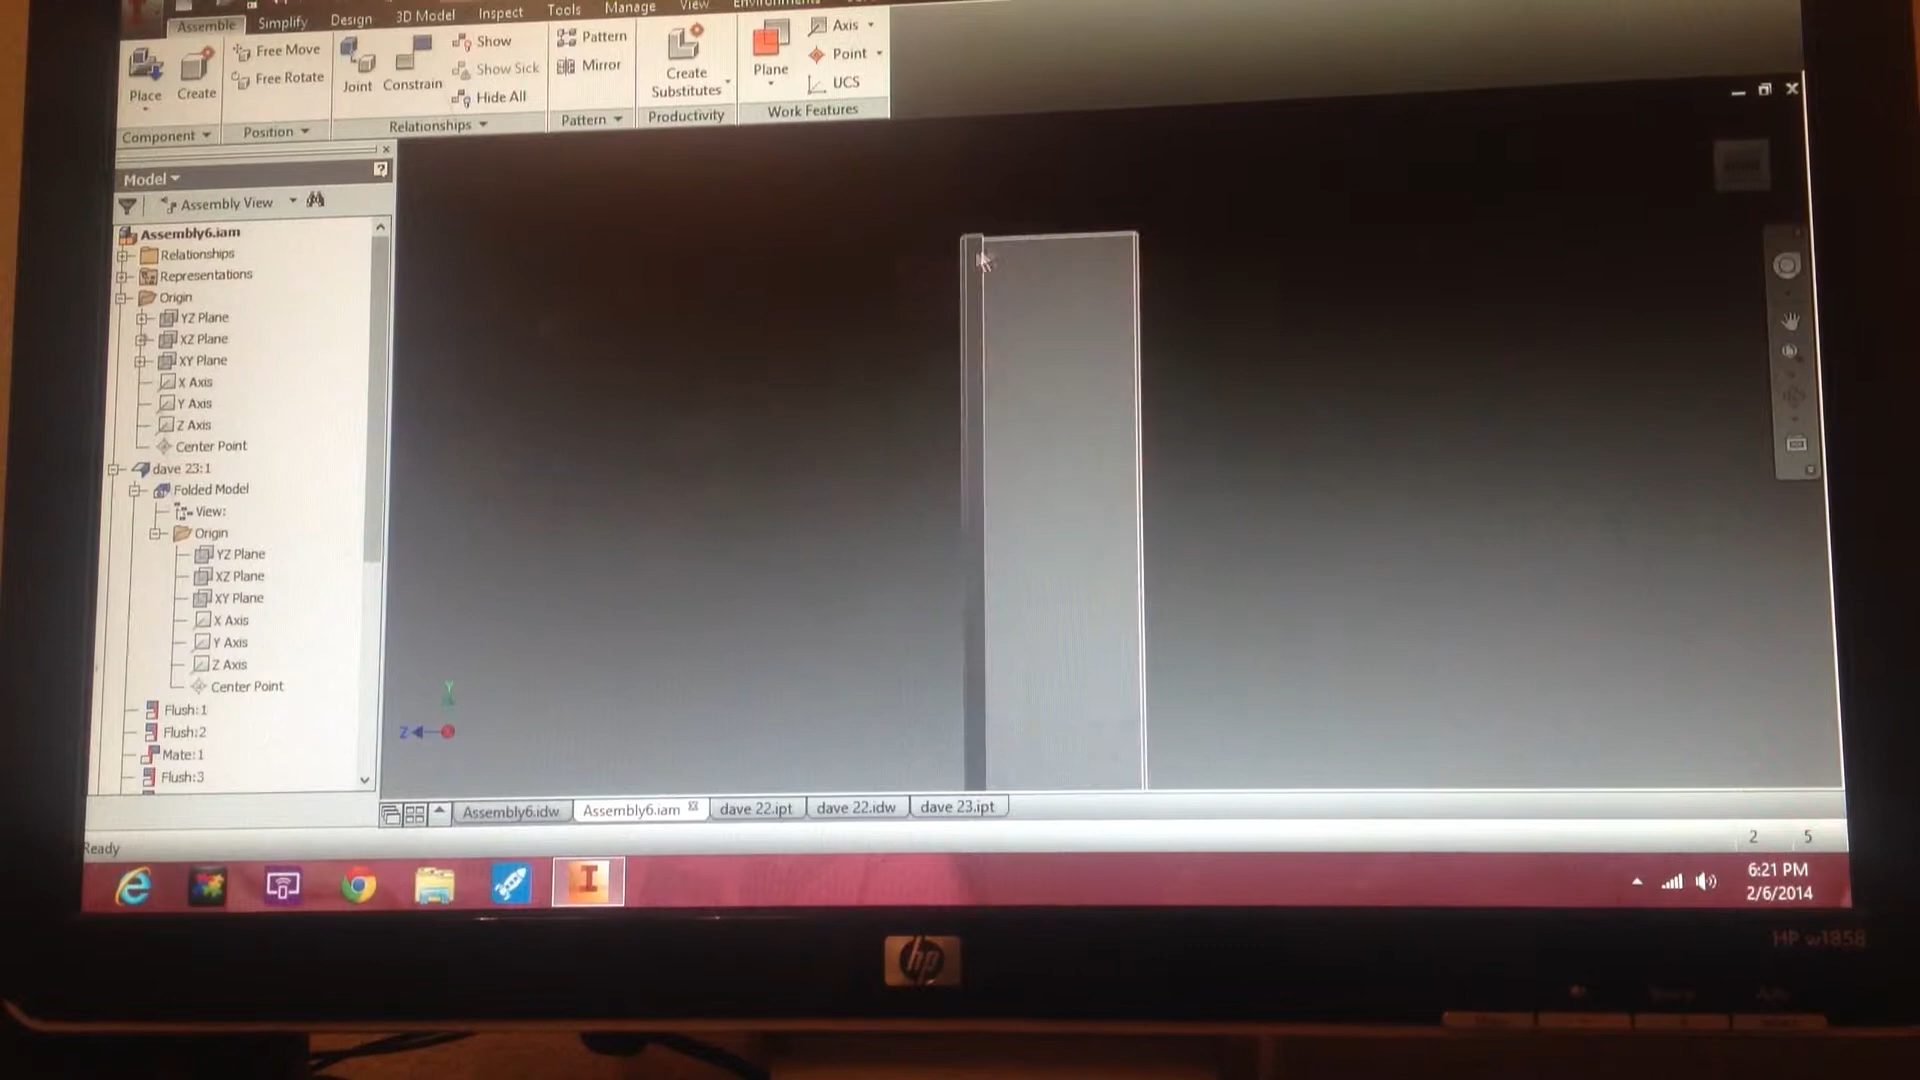 Assemble Simplify Design 3D Model Inspect Tools Manage View
Place
Create
Free Move
Free Rotate
Joint
Constrain
Show
Show Sick
Hide All
Pattern
Mirror
Create
Substitutes
Plane
Axis
Point
UCS
Component Position Relationships Pattern Productivity Work Features
Model
Assembly View
Assembly6.iam
Relationships
Representations
Origin
YZ Plane
XZ Plane
XY Plane
X Axis
Y Axis
Z Axis
Center Point
dave 23:1
Folded Model
View:
Origin
YZ Plane
XZ Plane
XY Plane
X Axis
Y Axis
Z Axis
Center Point
Flush:1
Flush:2
Mate:1
Flush:3
Y
Z
Assembly6.idw Assembly6.iam dave 22.ipt dave 22.idw dave 23.ipt
Ready
2 5
6:21 PM
2/6/2014
hp
HP w1858